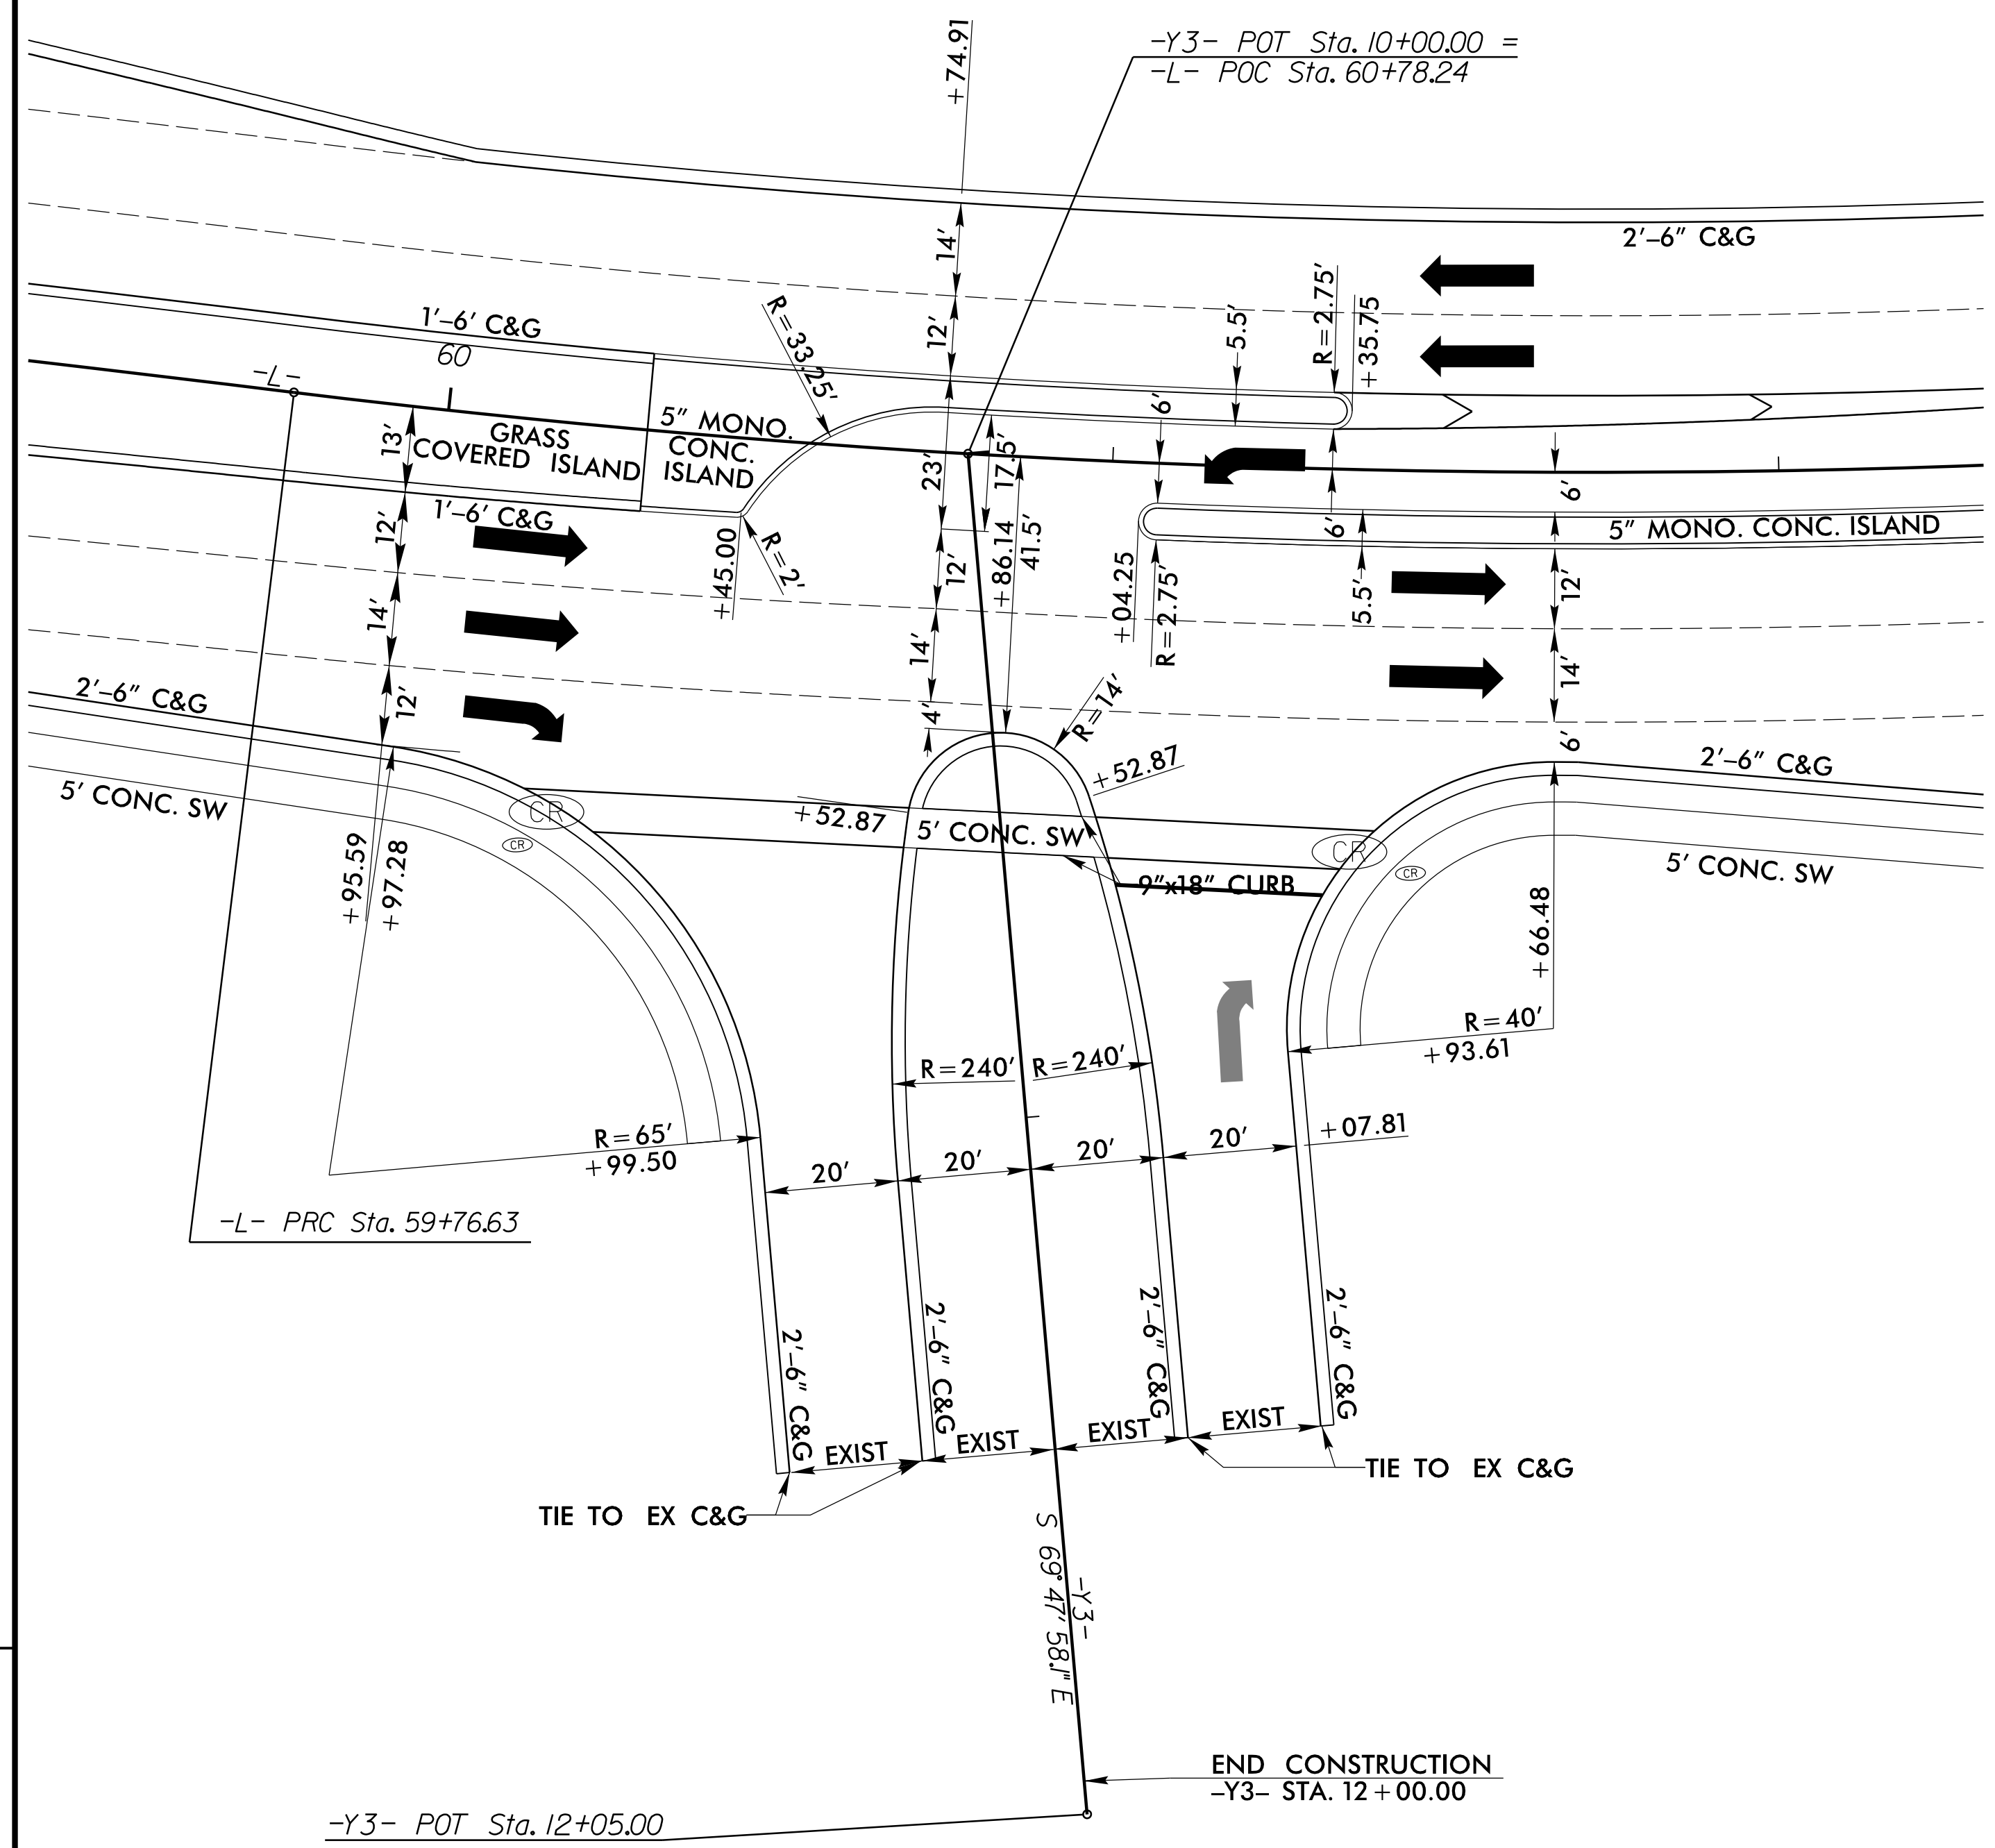 +74.91
-Y3- POT Sta. 10+00.00 =
-L- POC Sta. 60+78.24
14'
2'-6" C&G
R=33.25'
12'
5.5'
R=2.75'
+35.75
1'-6' C&G
60
-L-
6'
5" MONO.
CONC.
ISLAND
GRASS
COVERED ISLAND
13'
23'
17.5'
6'
6'
1'-6" C&G
12'
5" MONO. CONC. ISLAND
+45.00
R=2'
12'
+86.14
41.5'
+04.25
R=2.75'
5.5'
12'
14'
14'
14'
2'-6" C&G
12'
4'
R=14'
6'
+52.87
2'-6" C&G
5' CONC. SW
CR
CR
+52.87
5' CONC. SW
CR
CR
5' CONC. SW
9"x18" CURB
+95.59
+97.28
+66.48
R=40'
+93.61
R=240'
R=240'
R=65'
+99.50
+07.81
20'
20'
20'
20'
-L- PRC Sta. 59+76.63
2'-6" C&G
2'-6" C&G
2'-6" C&G
2'-6" C&G
EXIST
EXIST
EXIST
EXIST
TIE TO EX C&G
TIE TO EX C&G
S 69° 47' 58.1" E
-Y3-
END CONSTRUCTION
-Y3- STA. 12+00.00
-Y3- POT Sta. 12+05.00